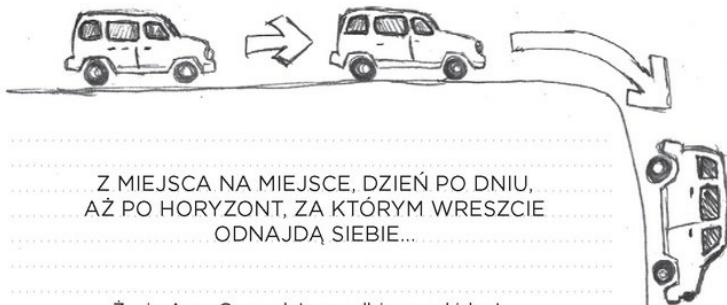 Z MIEJSCA NA MIEJSCE, DZIEŃ PO DNIU,
AŻ PO HORYZONT, ZA KTÓRYM WRESZCIE
ODNAJDĄ SIEBIE...